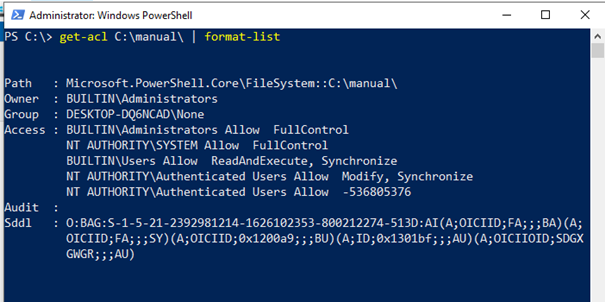 Administrator: Windows PowerShell
PS C:\> get-acl C:\manual\ | format-list
Path   : Microsoft.PowerShell.Core\FileSystem::C:\manual\
Owner  : BUILTIN\Administrators
Group  : DESKTOP-DQ6NCAD\None
Access : BUILTIN\Administrators Allow  FullControl
         NT AUTHORITY\SYSTEM Allow  FullControl
         BUILTIN\Users Allow  ReadAndExecute, Synchronize
         NT AUTHORITY\Authenticated Users Allow  Modify, Synchronize
         NT AUTHORITY\Authenticated Users Allow  -536805376
Audit  :
Sddl   : O:BAG:S-1-5-21-2392981214-1626102353-800212274-513D:AI(A;OICIID;FA;;;BA)(A;
         OICIID;FA;;;SY)(A;OICIID;0x1200a9;;;BU)(A;ID;0x1301bf;;;AU)(A;OICIIOID;SDGX
         GWGR;;;AU)